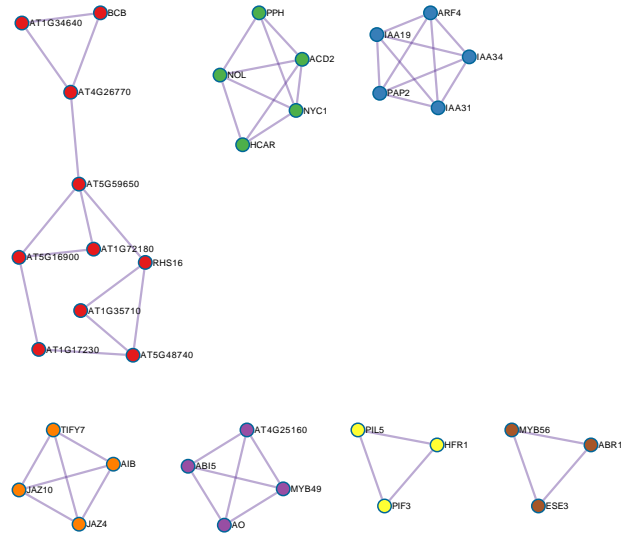 BCB
AT1G34640
AT4G26770
AT5G59650
AT1G72180
AT5G16900
RHS16
AT1G35710
AT1G17230
AT5G48740
PPH
ACD2
NOL
NYC1
HCAR
ARF4
IAA19
IAA34
PAP2
IAA31
TIFY7
AIB
JAZ10
JAZ4
AT4G25160
ABI5
MYB49
AO
PIL5
HFR1
PIF3
MYB56
ABR1
ESE3